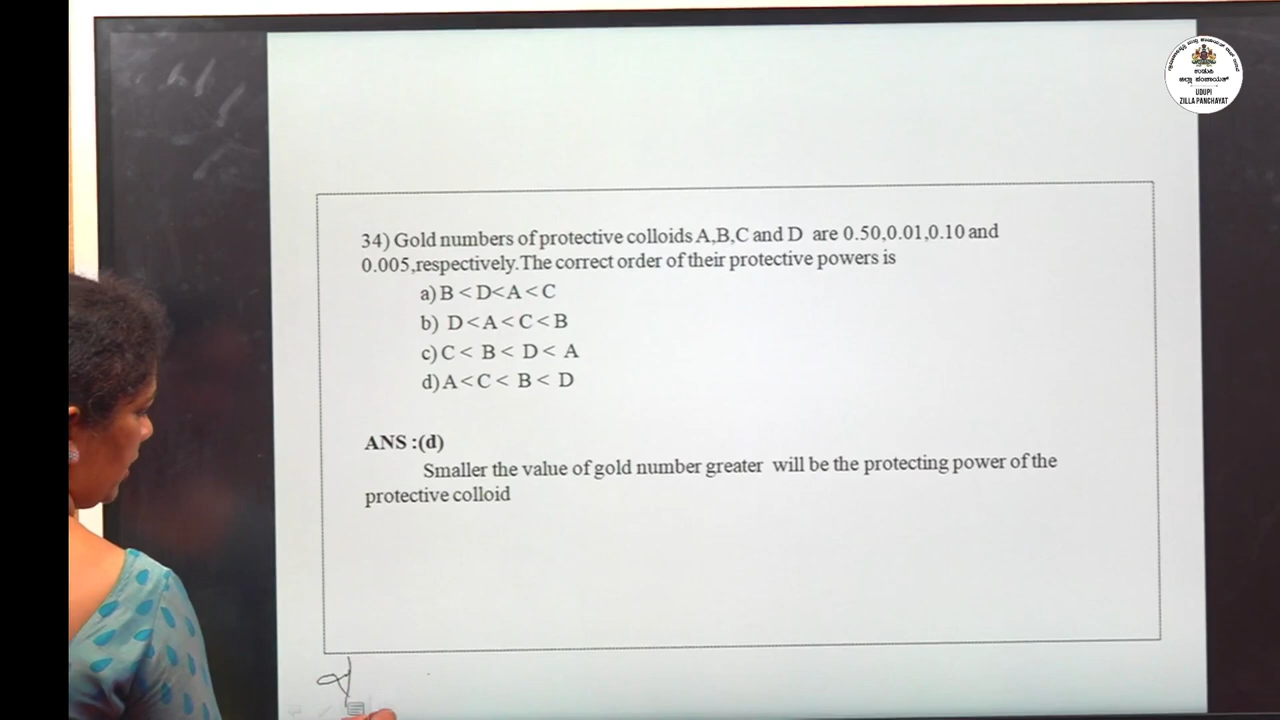 ಉಡುಪಿ
ಜಿಲ್ಲಾ ಪಂಚಾಯತ್
UDUPI
ZILLA PANCHAYAT
34) Gold numbers of protective colloids A,B,C and D are 0.50,0.01,0.10 and
0.005,respectively.The correct order of their protective powers is
a)B<D<A<C
b) D<A<C<B
c)C< B< D< A
d)A<C< B< D
ANS :(d)
Smaller the value of gold number greater will be the protecting power of the
protective colloid